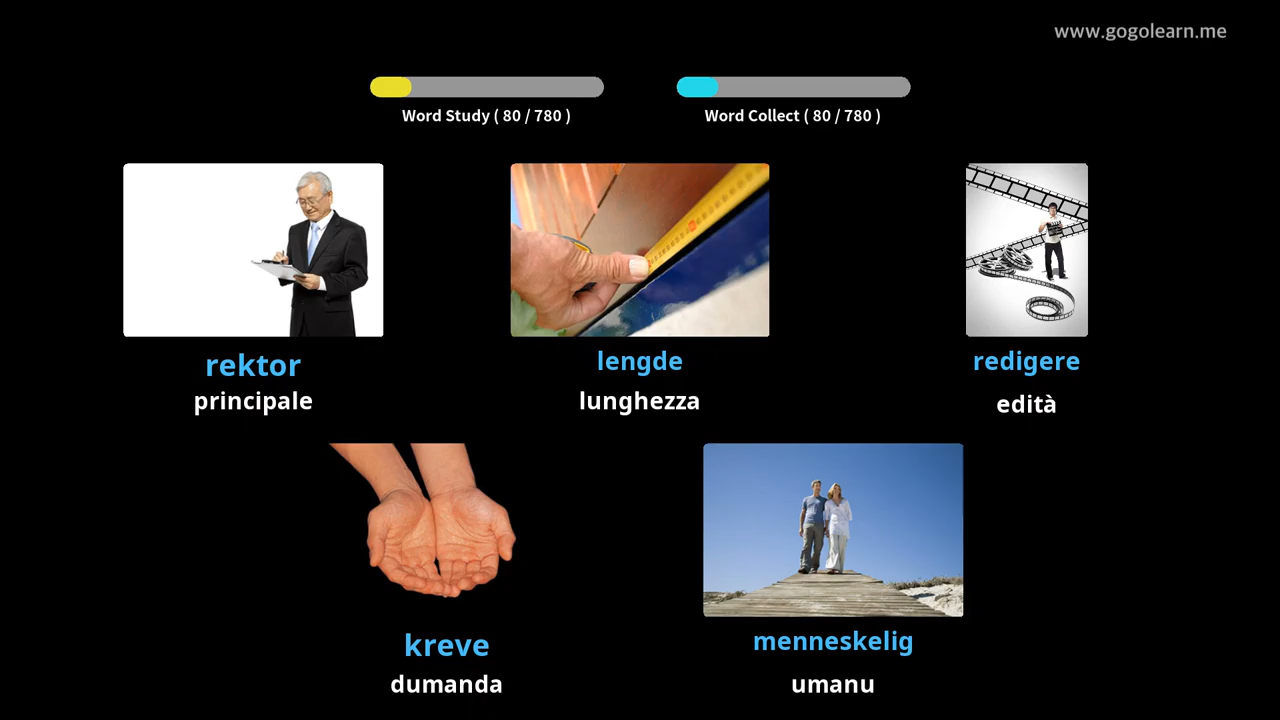 www.gogolearn.me
Word Study ( 80 / 780 )
Word Collect ( 80 / 780 )
rektor
principale
lengde
lunghezza
redigere
edità
kreve
dumanda
menneskelig
umanu